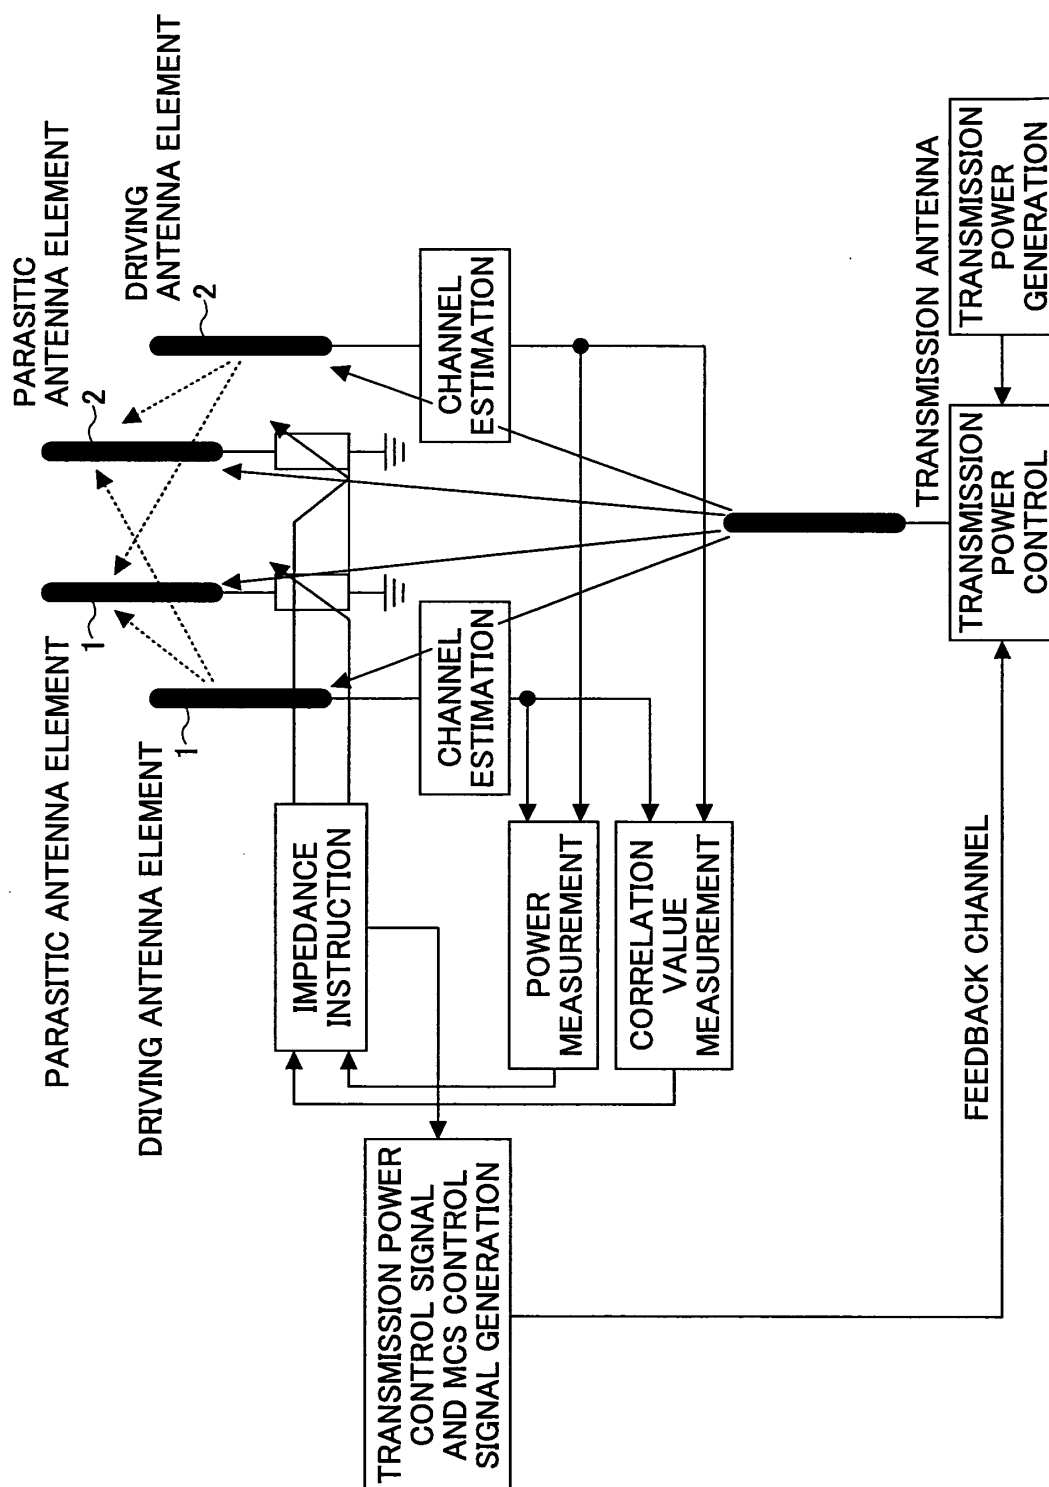 PARASITIC ANTENNA ELEMENT
1
PARASITIC
ANTENNA ELEMENT
2
DRIVING ANTENNA ELEMENT
1
DRIVING
ANTENNA ELEMENT
2
IMPEDANCE
INSTRUCTION
CHANNEL
ESTIMATION
CHANNEL
ESTIMATION
TRANSMISSION POWER
CONTROL SIGNAL
AND MCS CONTROL
SIGNAL GENERATION
POWER
MEASUREMENT
CORRELATION
VALUE
MEASUREMENT
TRANSMISSION ANTENNA
FEEDBACK CHANNEL
TRANSMISSION
POWER
CONTROL
TRANSMISSION
POWER
GENERATION